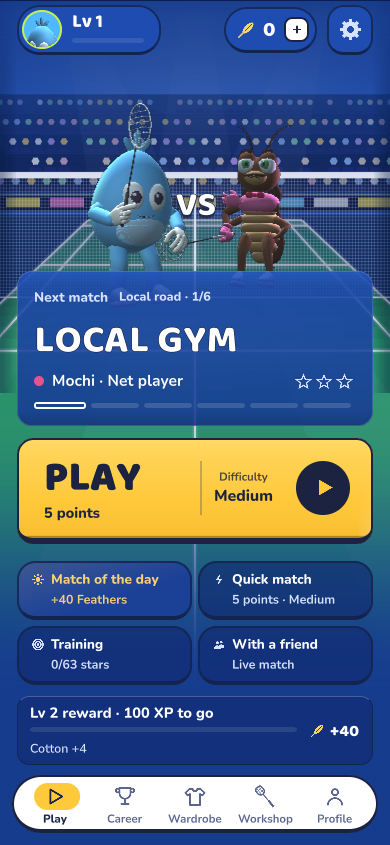 Lv 1
0
+
VS
Next match Local road · 1/6
LOCAL GYM
Mochi · Net player
PLAY
5 points
Difficulty
Medium
Match of the day
+40 Feathers
Quick match
5 points · Medium
Training
0/63 stars
With a friend
Live match
Lv 2 reward · 100 XP to go
+40
Cotton +4
Play
Career
Wardrobe
Workshop
Profile